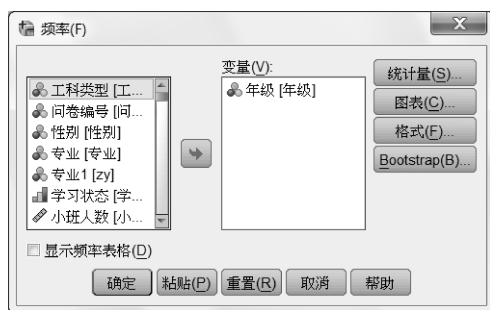 频率(F)
变量(V):
工科类型 [工...
问卷编号 [问...
性别 [性别]
专业 [专业]
专业1 [zy]
学习状态 [学...
小班人数 [小...
年级 [年级]
统计量(S)...
图表(C)...
格式(F)...
Bootstrap(B)...
显示频率表格(D)
确定 粘贴(P) 重置(R) 取消 帮助